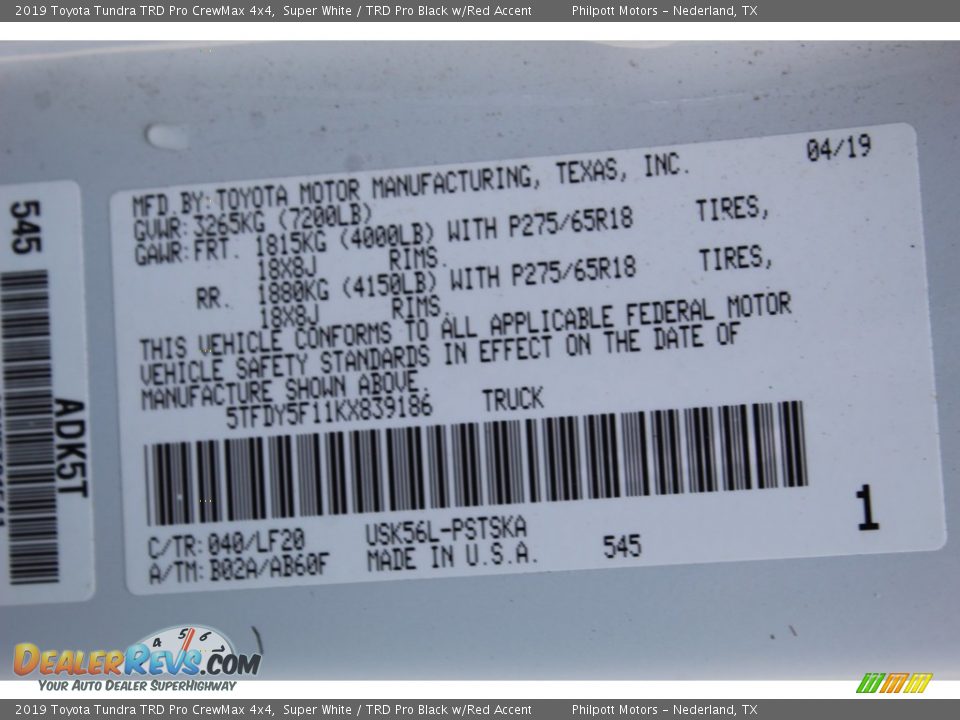 2019 Toyota Tundra TRD Pro CrewMax 4x4, Super White / TRD Pro Black w/Red Accent Philpott Motors - Nederland, TX
04/19
MFD BY: TOYOTA MOTOR MANUFACTURING, TEXAS, INC.
GVWR: 3265KG (7200LB)
GAWR: FRT. 1815KG (4000LB) WITH P275/65R18 TIRES,
18X8J RIMS.
RR. 1880KG (4150LB) WITH P275/65R18 TIRES,
18X8J RIMS.
THIS VEHICLE CONFORMS TO ALL APPLICABLE FEDERAL MOTOR
VEHICLE SAFETY STANDARDS IN EFFECT ON THE DATE OF
MANUFACTURE SHOWN ABOVE.
5TFDY5F11KX839186 TRUCK
1
C/TR: 040/LF20 USK56L-PSTSKA
A/TM: B02A/AB60F MADE IN U.S.A. 545
545
ADK5T
4 5 6
DEALERREVS.COM
YOUR AUTO DEALER SUPERHIGHWAY
2019 Toyota Tundra TRD Pro CrewMax 4x4, Super White / TRD Pro Black w/Red Accent Philpott Motors - Nederland, TX